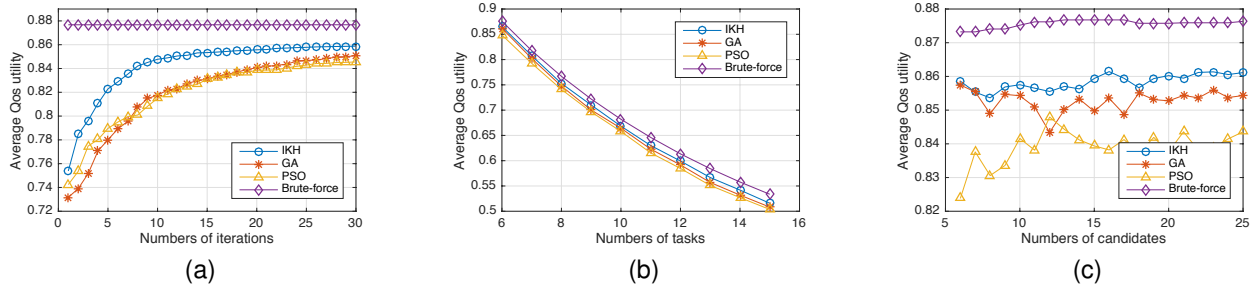 Average Qos utility
0.88
0.86
0.84
0.82
0.8
0.78
0.76
0.74
0.72
0 5 10 15 20 25 30
Numbers of iterations
IKH
GA
PSO
Brute-force
(a)
Average Qos utility
0.9
0.85
0.8
0.75
0.7
0.65
0.6
0.55
0.5
6 8 10 12 14 16
Numbers of tasks
IKH
GA
PSO
Brute-force
(b)
Average Qos utility
0.88
0.87
0.86
0.85
0.84
0.83
0.82
5 10 15 20 25
Numbers of candidates
IKH
GA
PSO
Brute-force
(c)